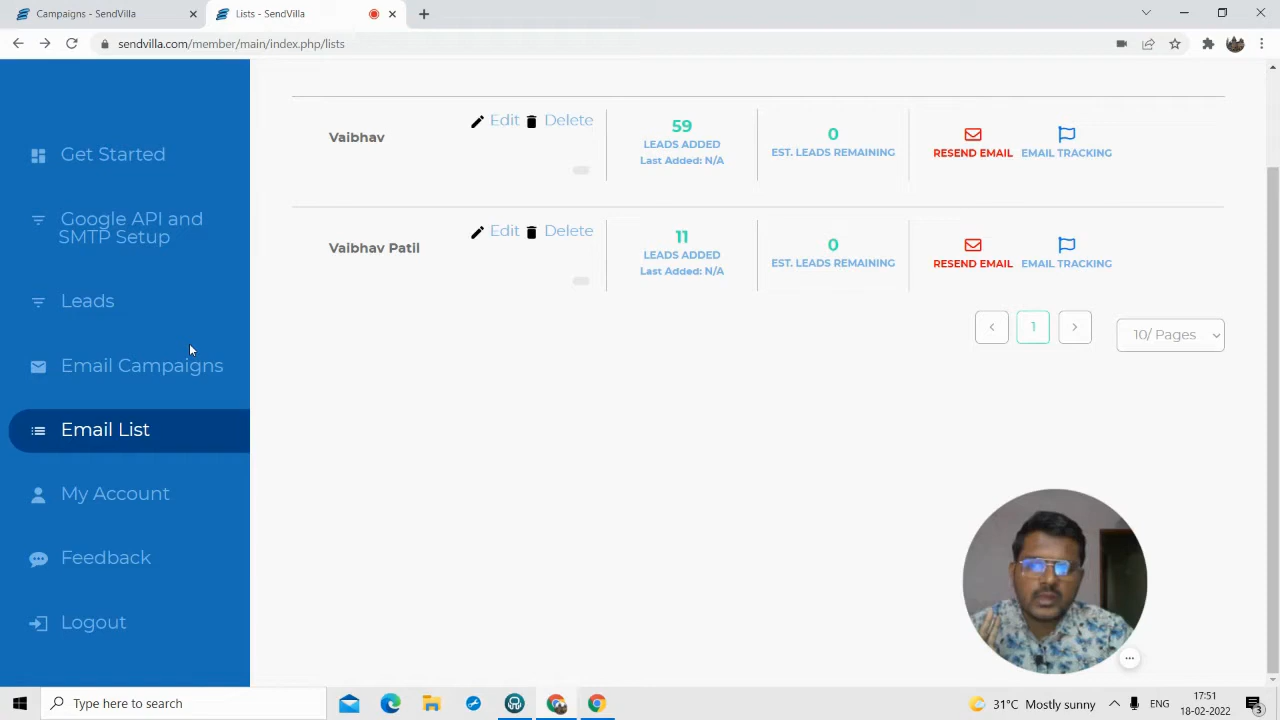 Campaigns - SendVilla
Lists - SendVilla
sendvilla.com/member/main/index.php/lists
Get Started
Google API and
SMTP Setup
Leads
Email Campaigns
Email List
My Account
Feedback
Logout
Vaibhav
Edit Delete
59
LEADS ADDED
Last Added: N/A
0
EST. LEADS REMAINING
RESEND EMAIL
EMAIL TRACKING
Vaibhav Patil
Edit Delete
11
LEADS ADDED
Last Added: N/A
0
EST. LEADS REMAINING
RESEND EMAIL
EMAIL TRACKING
1
10/ Pages
Type here to search
31°C Mostly sunny
ENG
17:51
18-02-2022
3